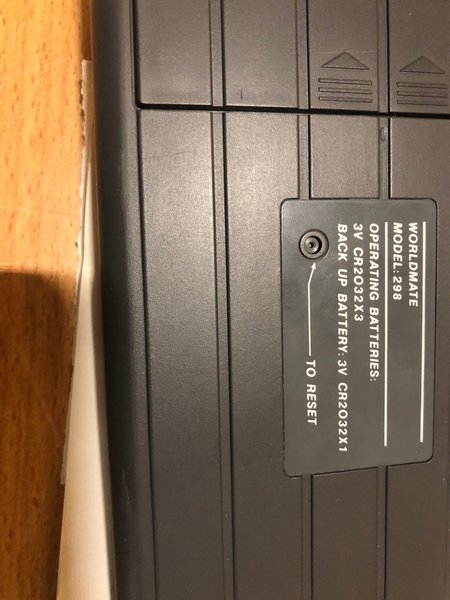 WORLDMATE
MODEL: 298
OPERATING BATTERIES:
3V CR2032X3
BACK UP BATTERY: 3V CR2032X1
TO RESET